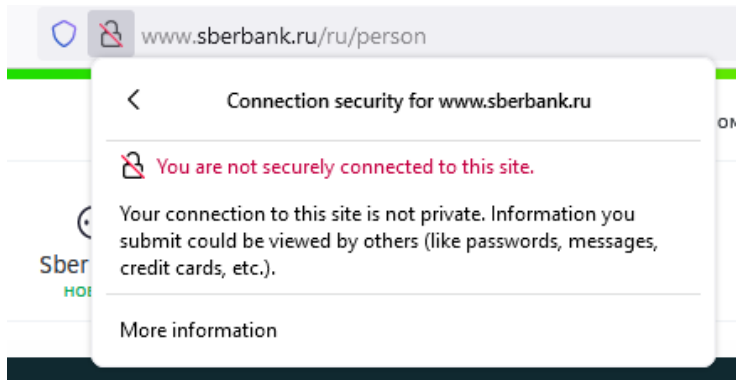 www.sberbank.ru/ru/person
Connection security for www.sberbank.ru
You are not securely connected to this site.
Your connection to this site is not private. Information you
submit could be viewed by others (like passwords, messages,
credit cards, etc.).
Sber
More information